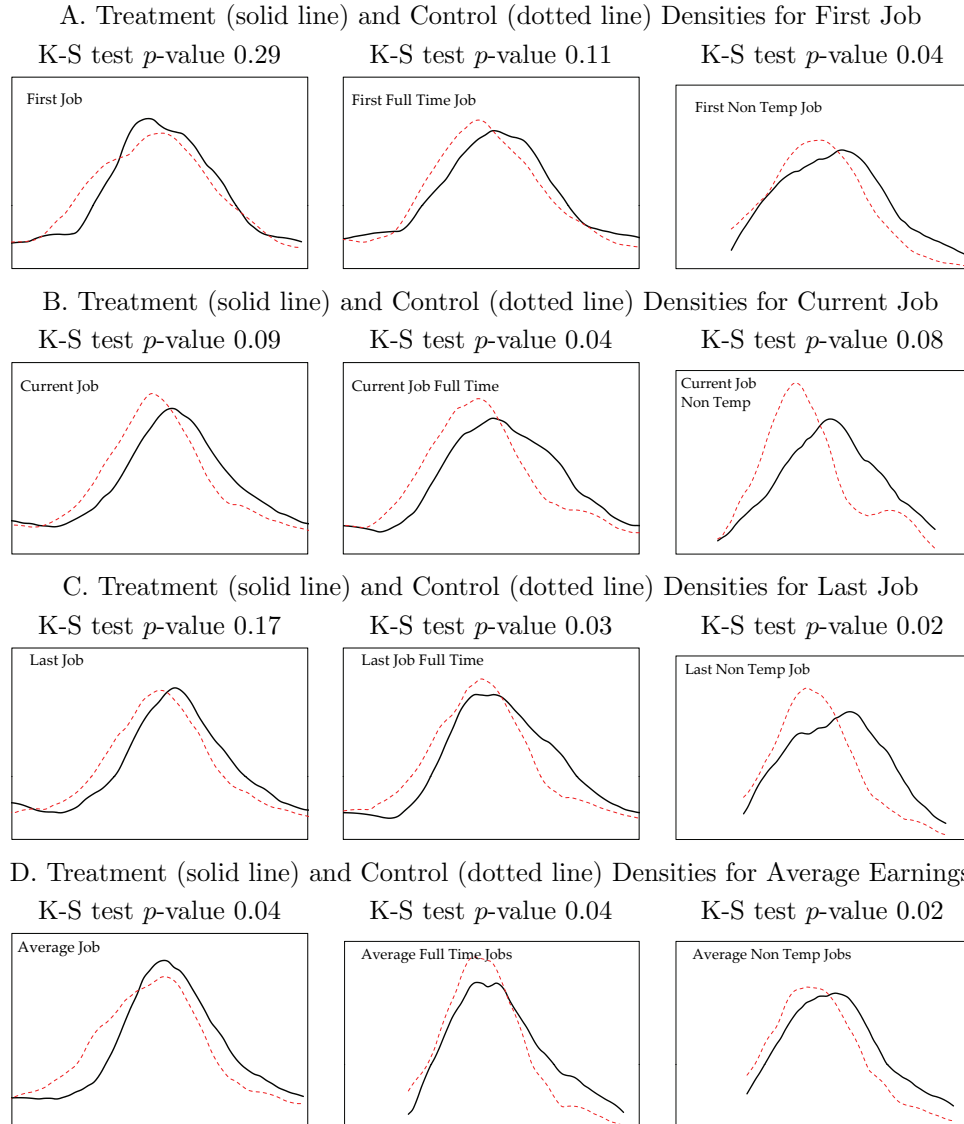 A. Treatment (solid line) and Control (dotted line) Densities for First Job
K-S test p-value 0.29
K-S test p-value 0.11
K-S test p-value 0.04
First Job
First Full Time Job
First Non Temp Job
B. Treatment (solid line) and Control (dotted line) Densities for Current Job
K-S test p-value 0.09
K-S test p-value 0.04
K-S test p-value 0.08
Current Job
Current Job Full Time
Current Job
Non Temp
C. Treatment (solid line) and Control (dotted line) Densities for Last Job
K-S test p-value 0.17
K-S test p-value 0.03
K-S test p-value 0.02
Last Job
Last Job Full Time
Last Non Temp Job
D. Treatment (solid line) and Control (dotted line) Densities for Average Earnings
K-S test p-value 0.04
K-S test p-value 0.04
K-S test p-value 0.02
Average Job
Average Full Time Jobs
Average Non Temp Jobs